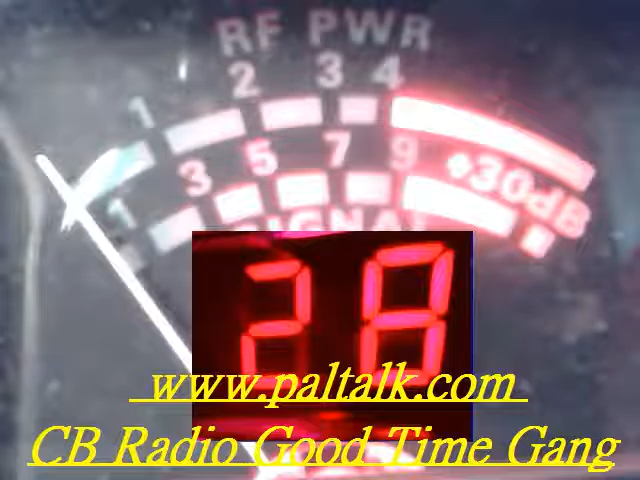 RF PWR
1 2 3 4
1 3 5 7 9 +30dB
SIGNAL
28
www.paltalk.com
CB Radio Good Time Gang